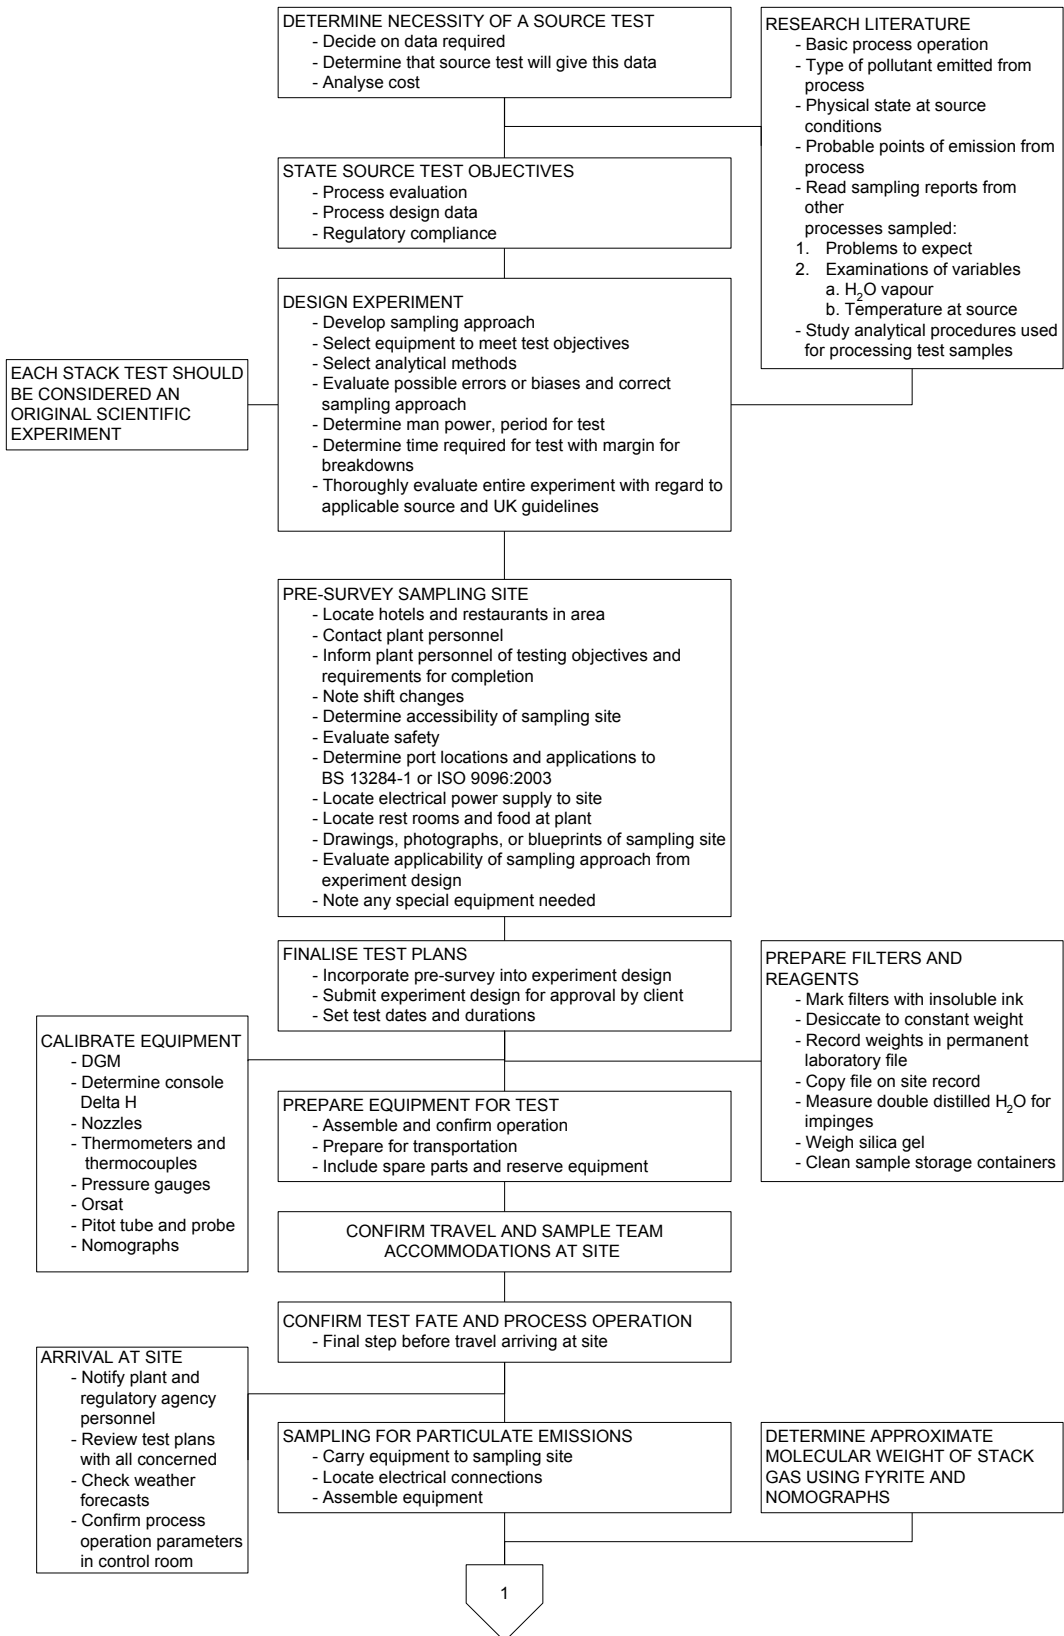 DETERMINE NECESSITY OF A SOURCE TEST
- Decide on data required
- Determine that source test will give this data
- Analyse cost
RESEARCH LITERATURE
- Basic process operation
- Type of pollutant emitted from
process
- Physical state at source
conditions
- Probable points of emission from
process
- Read sampling reports from
other
processes sampled:
1. Problems to expect
2. Examinations of variables
a. H₂O vapour
b. Temperature at source
- Study analytical procedures used
for processing test samples
STATE SOURCE TEST OBJECTIVES
- Process evaluation
- Process design data
- Regulatory compliance
DESIGN EXPERIMENT
- Develop sampling approach
- Select equipment to meet test objectives
- Select analytical methods
- Evaluate possible errors or biases and correct
sampling approach
- Determine man power, period for test
- Determine time required for test with margin for
breakdowns
- Thoroughly evaluate entire experiment with regard to
applicable source and UK guidelines
EACH STACK TEST SHOULD
BE CONSIDERED AN
ORIGINAL SCIENTIFIC
EXPERIMENT
PRE-SURVEY SAMPLING SITE
- Locate hotels and restaurants in area
- Contact plant personnel
- Inform plant personnel of testing objectives and
requirements for completion
- Note shift changes
- Determine accessibility of sampling site
- Evaluate safety
- Determine port locations and applications to
BS 13284-1 or ISO 9096:2003
- Locate electrical power supply to site
- Locate rest rooms and food at plant
- Drawings, photographs, or blueprints of sampling site
- Evaluate applicability of sampling approach from
experiment design
- Note any special equipment needed
FINALISE TEST PLANS
- Incorporate pre-survey into experiment design
- Submit experiment design for approval by client
- Set test dates and durations
PREPARE FILTERS AND
REAGENTS
- Mark filters with insoluble ink
- Desiccate to constant weight
- Record weights in permanent
laboratory file
- Copy file on site record
- Measure double distilled H₂O for
impinges
- Weigh silica gel
- Clean sample storage containers
CALIBRATE EQUIPMENT
- DGM
- Determine console
Delta H
- Nozzles
- Thermometers and
thermocouples
- Pressure gauges
- Orsat
- Pitot tube and probe
- Nomographs
PREPARE EQUIPMENT FOR TEST
- Assemble and confirm operation
- Prepare for transportation
- Include spare parts and reserve equipment
CONFIRM TRAVEL AND SAMPLE TEAM
ACCOMMODATIONS AT SITE
CONFIRM TEST FATE AND PROCESS OPERATION
- Final step before travel arriving at site
ARRIVAL AT SITE
- Notify plant and
regulatory agency
personnel
- Review test plans
with all concerned
- Check weather
forecasts
- Confirm process
operation parameters
in control room
SAMPLING FOR PARTICULATE EMISSIONS
- Carry equipment to sampling site
- Locate electrical connections
- Assemble equipment
DETERMINE APPROXIMATE
MOLECULAR WEIGHT OF STACK
GAS USING FYRITE AND
NOMOGRAPHS
1